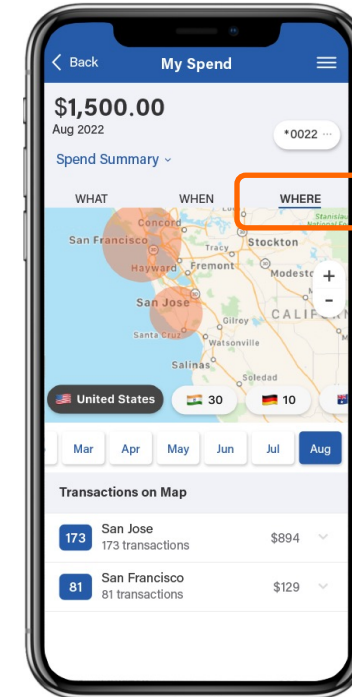 Back My Spend
$1,500.00
Aug 2022
*0022 ...
Spend Summary
WHAT WHEN WHERE
Concord
San Francisco
Tracy
Stockton
Hayward
Fremont
Modesto
+
San Jose
-
Gilroy
Santa Cruz
Watsonville
Salinas
Soledad
United States 30 10
Mar Apr May Jun Jul Aug
Transactions on Map
173 San Jose $894
173 transactions
81 San Francisco $129
81 transactions